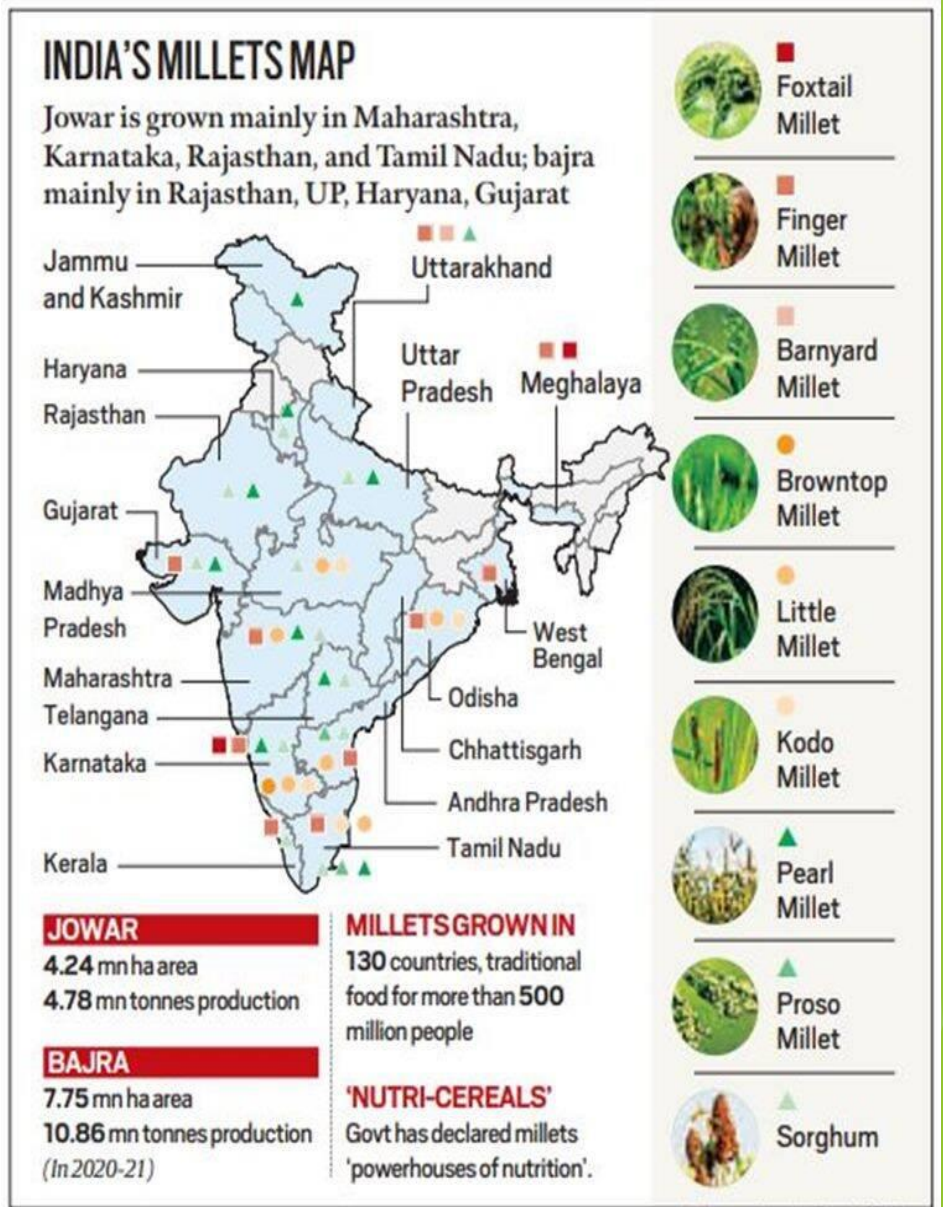 INDIA'S MILLETS MAP
Jowar is grown mainly in Maharashtra,
Karnataka, Rajasthan, and Tamil Nadu; bajra
mainly in Rajasthan, UP, Haryana, Gujarat
Jammu
and Kashmir
Haryana
Rajasthan
Gujarat
Madhya
Pradesh
Maharashtra
Telangana
Karnataka
Kerala
Uttarakhand
Uttar
Pradesh
Meghalaya
West
Bengal
Odisha
Chhattisgarh
Andhra Pradesh
Tamil Nadu
JOWAR
4.24 mn ha area
4.78 mn tonnes production
BAJRA
7.75 mn ha area
10.86 mn tonnes production
(In 2020-21)
MILLETS GROWN IN
130 countries, traditional
food for more than 500
million people
'NUTRI-CEREALS'
Govt has declared millets
'powerhouses of nutrition'.
Foxtail
Millet
Finger
Millet
Barnyard
Millet
Browntop
Millet
Little
Millet
Kodo
Millet
Pearl
Millet
Proso
Millet
Sorghum